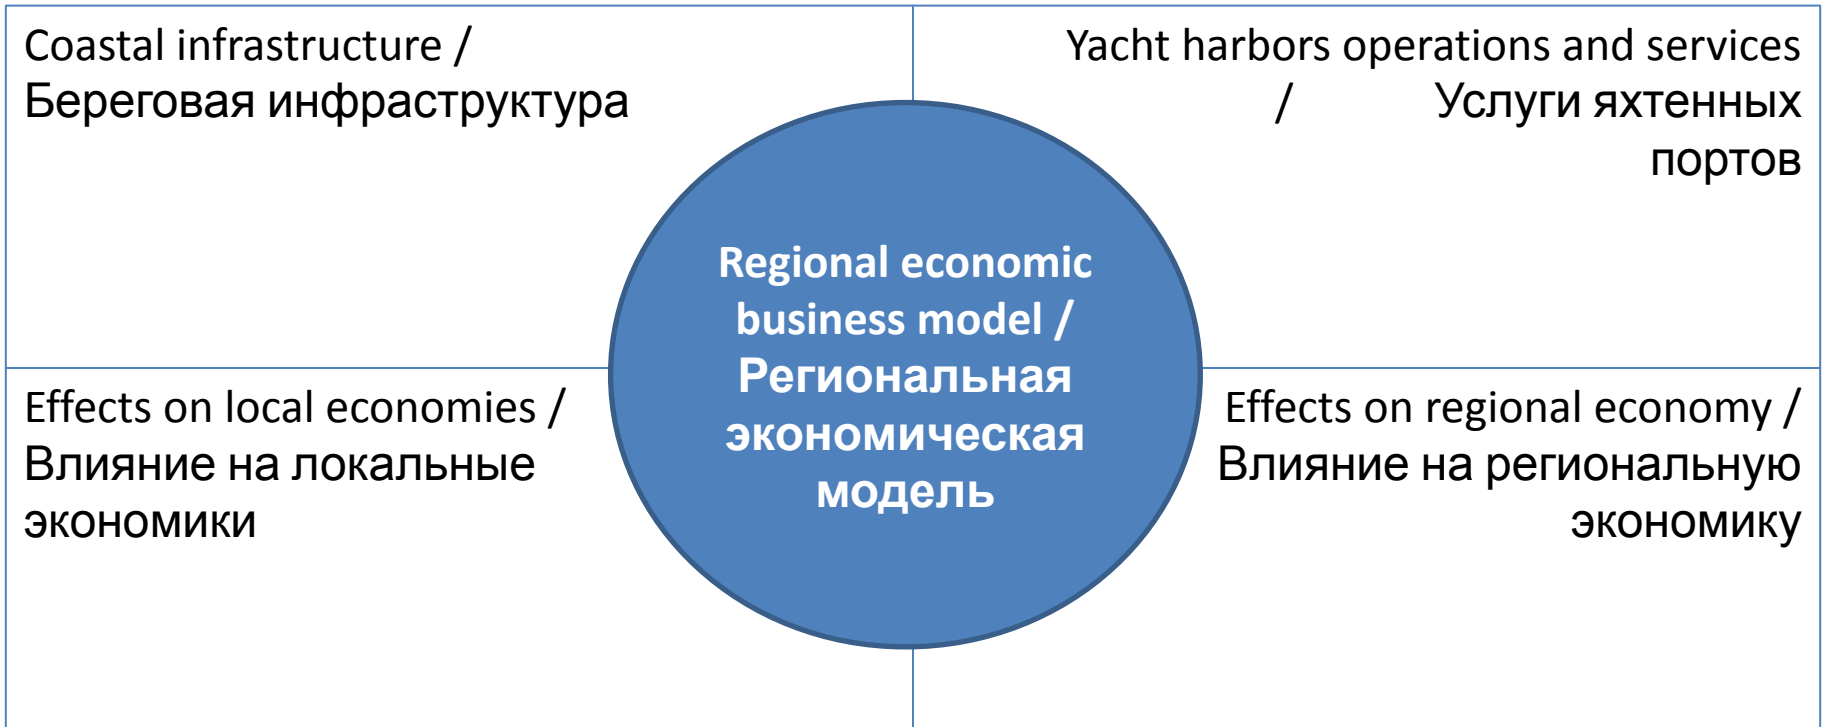 Coastal infrastructure /
Береговая инфраструктура
Yacht harbors operations and services
/ Услуги яхтенных
портов
Regional economic
business model /
Региональная
экономическая
модель
Effects on local economies /
Влияние на локальные
экономики
Effects on regional economy /
Влияние на региональную
экономику